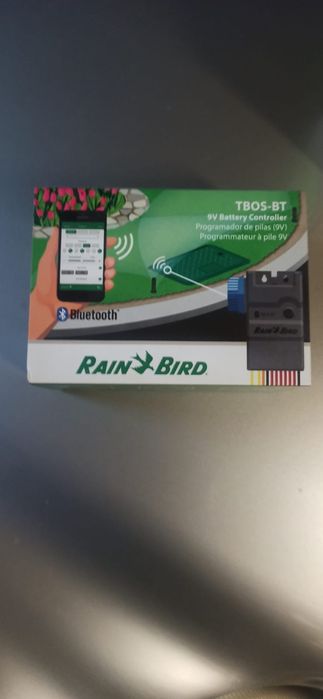 TBOS-BT
9V Battery Controller
Programador de pilas (9V)
Programmateur à pile 9V
Bluetooth
RAIN BIRD
RAIN BIRD